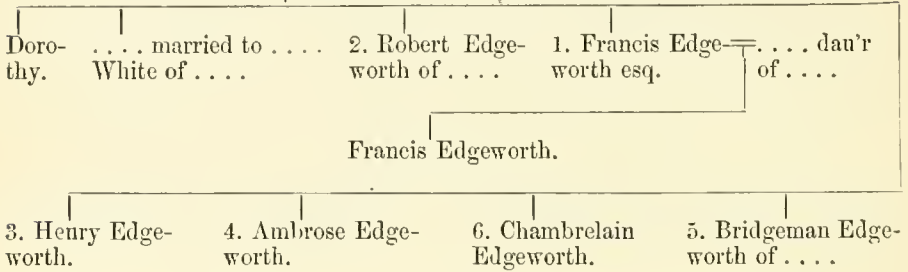 Doro-
thy.
. . . . married to . . . .
White of . . . .
2. Robert Edge-
worth of . . . .
1. Francis Edge-
worth esq.
. . . . dau'r
of . . . .
Francis Edgeworth.
3. Henry Edge-
worth.
4. Ambrose Edge-
worth.
6. Chambrelain
Edgeworth.
5. Bridgeman Edge-
worth of . . . .